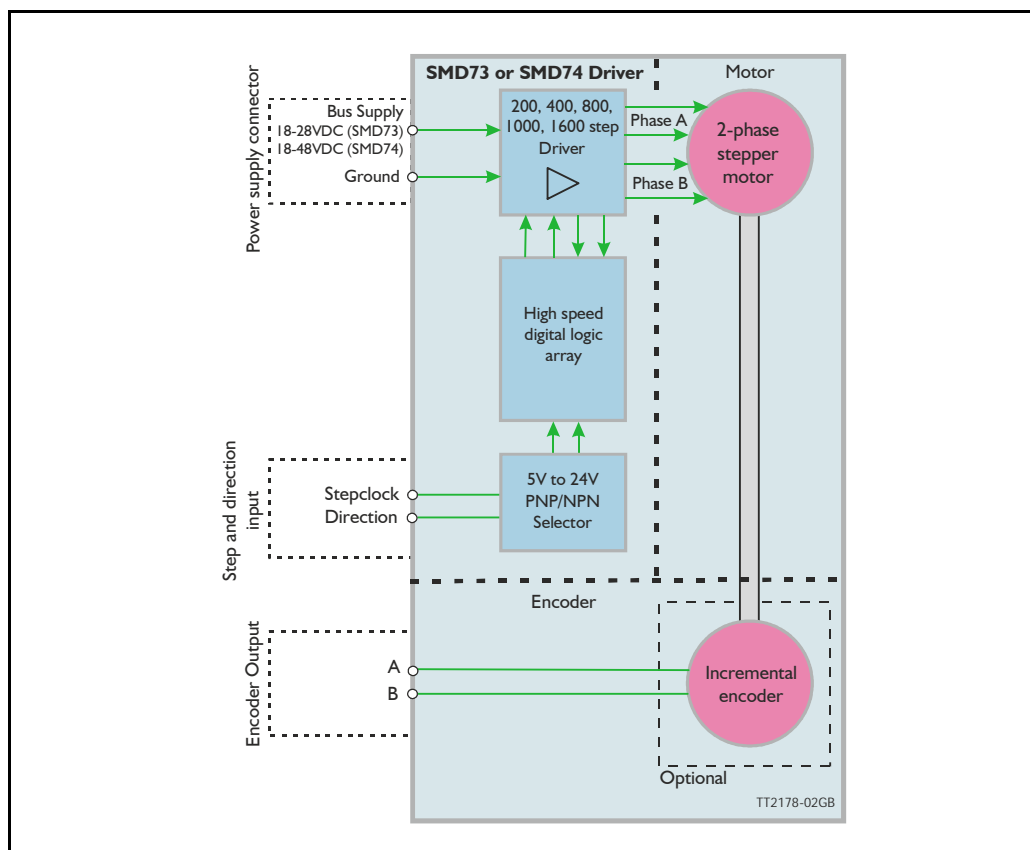 SMD73 or SMD74 Driver
Motor
Power supply connector
Bus Supply
18-28VDC (SMD73)
18-48VDC (SMD74)
Ground
200, 400, 800,
1000, 1600 step
Driver
Phase A
Phase B
2-phase
stepper
motor
High speed
digital logic
array
Step and direction
input
Stepclock
Direction
5V to 24V
PNP/NPN
Selector
Encoder
Encoder Output
A
B
Incremental
encoder
Optional
TT2178-02GB